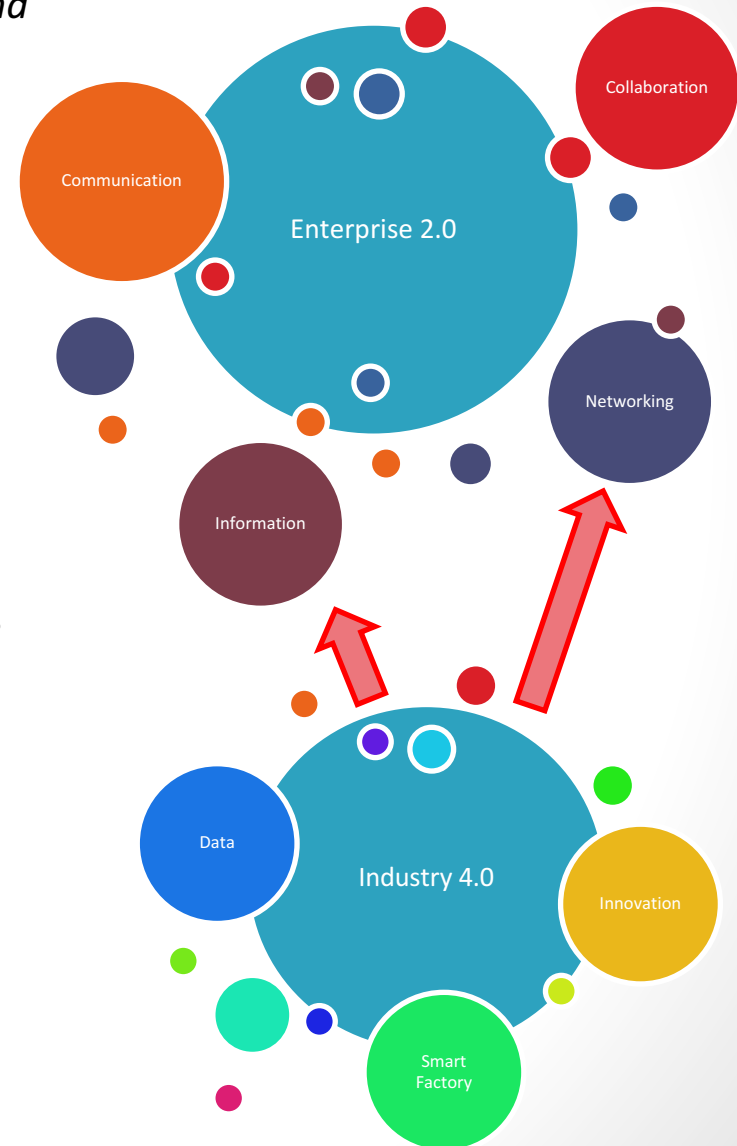 Collaboration
Communication
Enterprise 2.0
Networking
Information
Data
Industry 4.0
Innovation
Smart
Factory